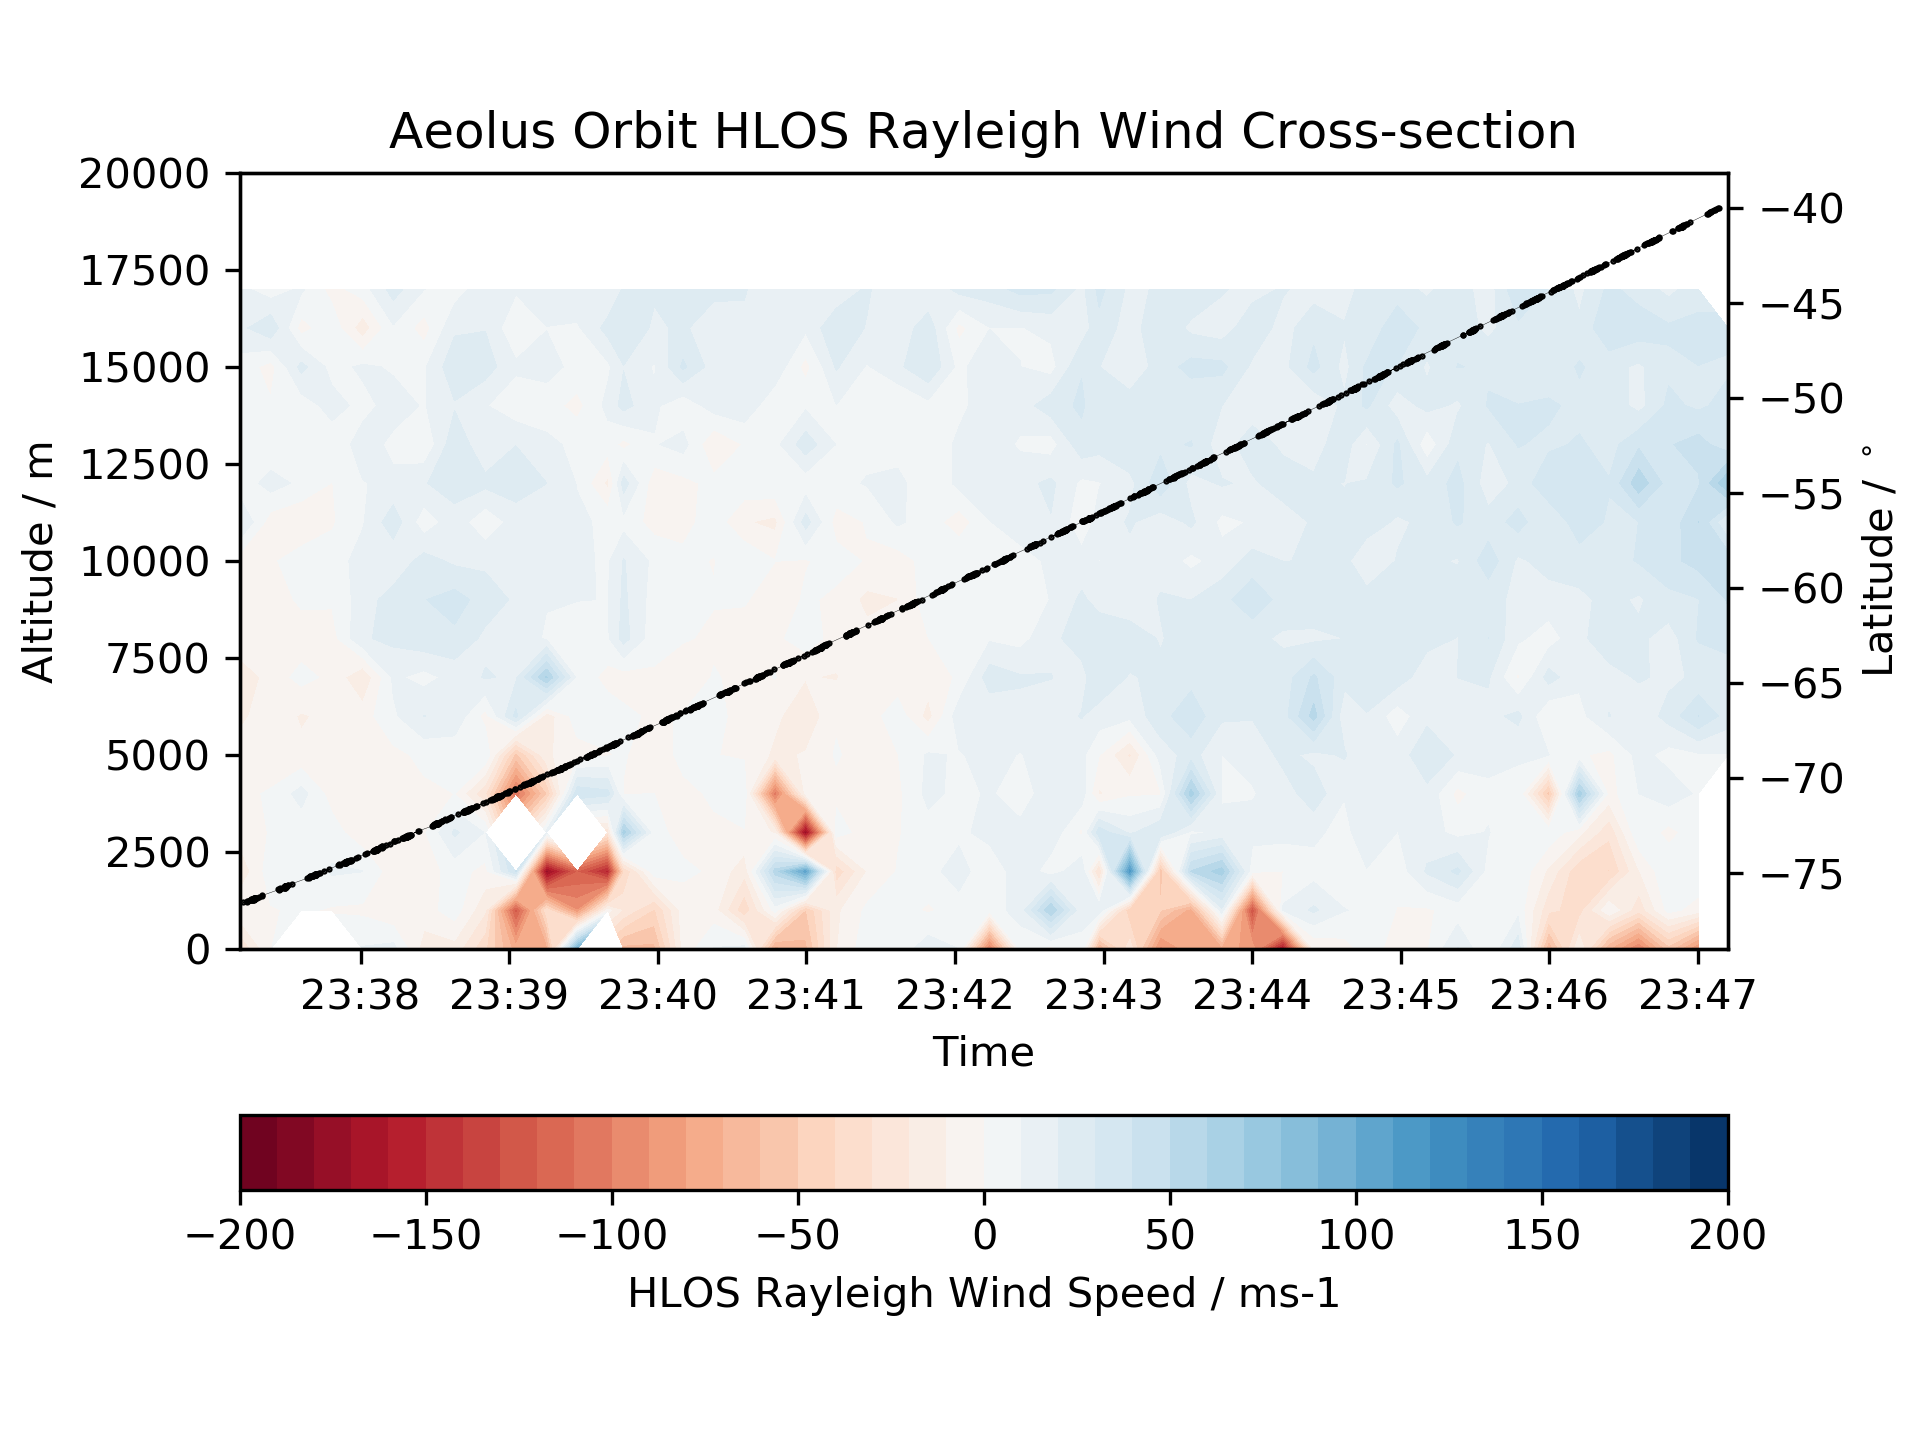 Aeolus Orbit HLOS Rayleigh Wind Cross-section
20000
17500
15000
12500
10000
7500
5000
2500
0
Altitude / m
−40
−45
−50
−55
−60
−65
−70
−75
Latitude / °
23:38 23:39 23:40 23:41 23:42 23:43 23:44 23:45 23:46 23:47
Time
−200 −150 −100 −50 0 50 100 150 200
HLOS Rayleigh Wind Speed / ms-1